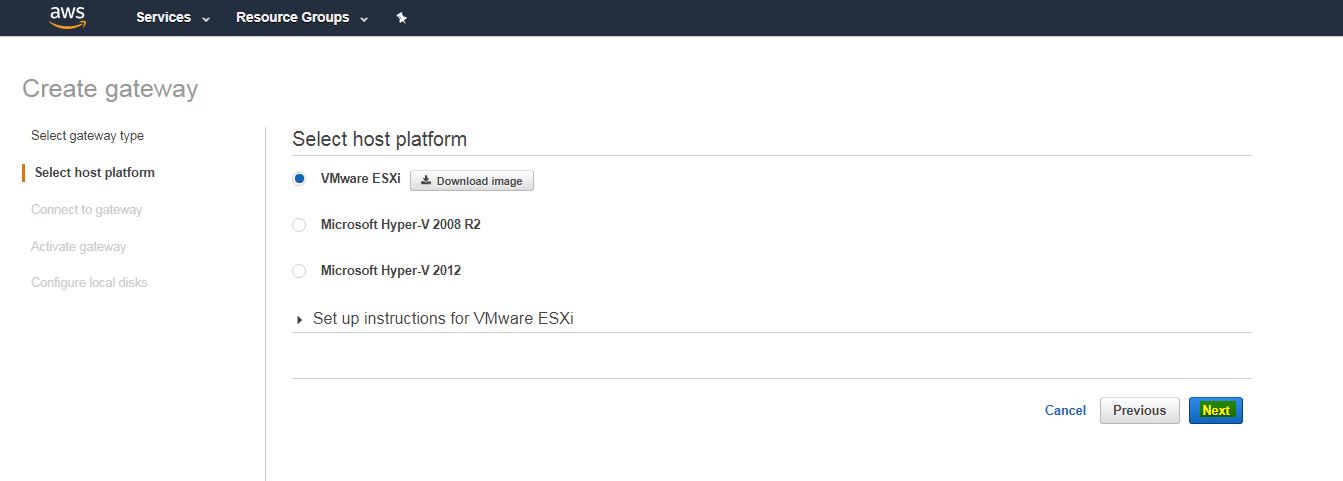 aws Services Resource Groups
Create gateway
Select gateway type
Select host platform
Connect to gateway
Activate gateway
Configure local disks
Select host platform
VMware ESXi Download image
Microsoft Hyper-V 2008 R2
Microsoft Hyper-V 2012
Set up instructions for VMware ESXi
Cancel Previous Next